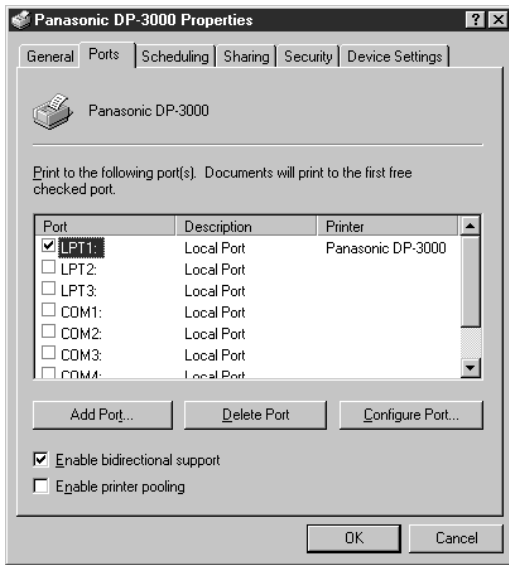 Panasonic DP-3000 Properties
General Ports Scheduling Sharing Security Device Settings
Panasonic DP-3000
Print to the following port(s). Documents will print to the first free
checked port.
Port Description Printer
LPT1: Local Port Panasonic DP-3000
LPT2: Local Port
LPT3: Local Port
COM1: Local Port
COM2: Local Port
COM3: Local Port
COM4: Local Port
Add Port... Delete Port Configure Port...
Enable bidirectional support
Enable printer pooling
OK Cancel